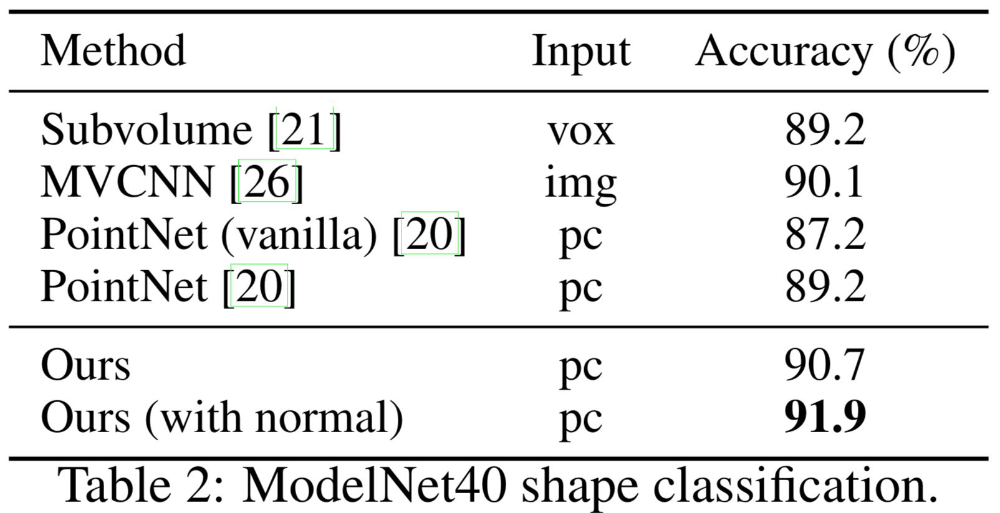 Method Input Accuracy (%)
Subvolume [21] vox 89.2
MVCNN [26] img 90.1
PointNet (vanilla) [20] pc 87.2
PointNet [20] pc 89.2
Ours pc 90.7
Ours (with normal) pc 91.9
Table 2: ModelNet40 shape classification.